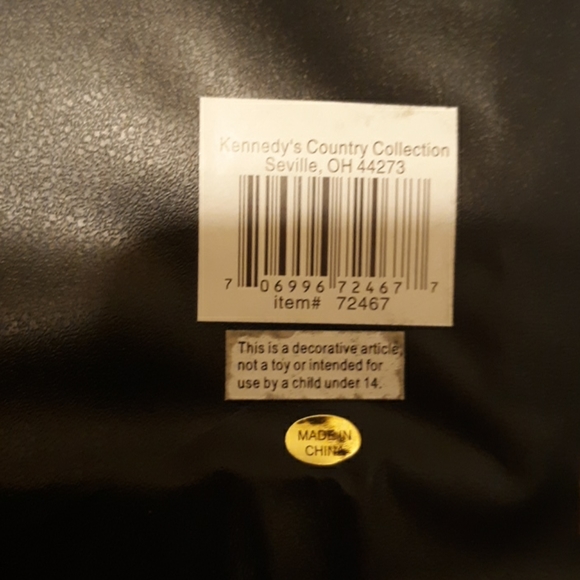 Kennedy's Country Collection
Seville, OH 44273
7 06996 72467 7
item# 72467
This is a decorative article,
not a toy or intended for
use by a child under 14.
MADE IN
CHINA